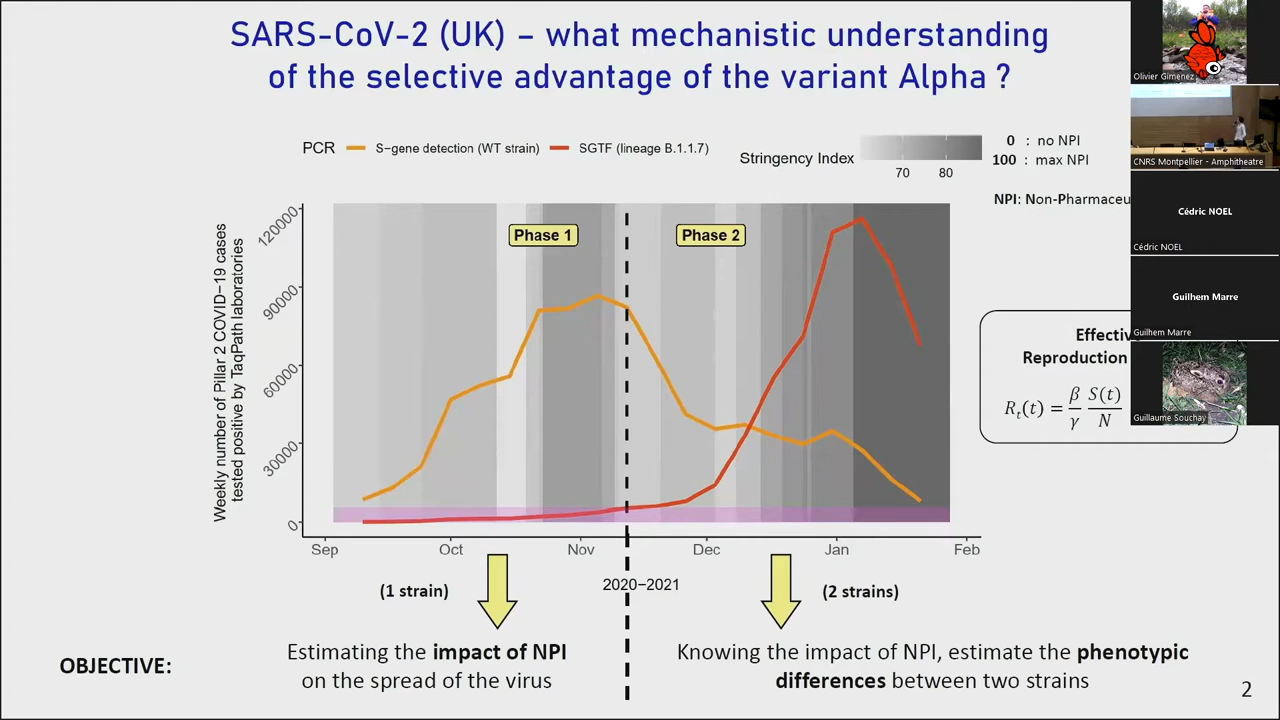 SARS-CoV-2 (UK) – what mechanistic understanding
of the selective advantage of the variant Alpha ?
PCR S−gene detection (WT strain) SGTF (lineage B.1.1.7)
Stringency Index
70 80
0 : no NPI
100 : max NPI
NPI: Non-Pharmaceu
Weekly number of Pillar 2 COVID−19 cases
tested positive by TaqPath laboratories
120000
90000
60000
30000
0
Phase 1
Phase 2
Sep Oct Nov Dec Jan Feb
2020−2021
Effectiv
Reproduction
R_t(t) = β/γ S(t)/N
(1 strain)
(2 strains)
OBJECTIVE:
Estimating the impact of NPI
on the spread of the virus
Knowing the impact of NPI, estimate the phenotypic
differences between two strains
2
Olivier Gimenez
CNRS Montpellier - Amphitheatre
Cédric NOEL
Cédric NOEL
Guilhem Marre
Guilhem Marre
Guillaume Souchay